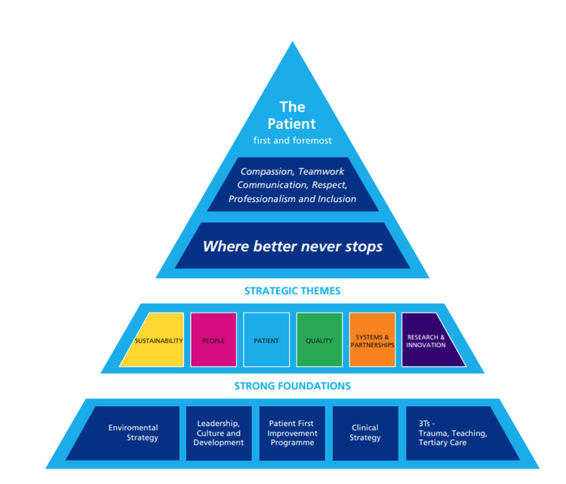 The
Patient
first and foremost
Compassion, Teamwork
Communication, Respect,
Professionalism and Inclusion
Where better never stops
STRATEGIC THEMES
SUSTAINABILITY
PEOPLE
PATIENT
QUALITY
SYSTEMS &
PARTNERSHIPS
RESEARCH &
INNOVATION
STRONG FOUNDATIONS
Enviromental
Strategy
Leadership,
Culture and
Development
Patient First
Improvement
Programme
Clinical
Strategy
3Ts -
Trauma, Teaching,
Tertiary Care